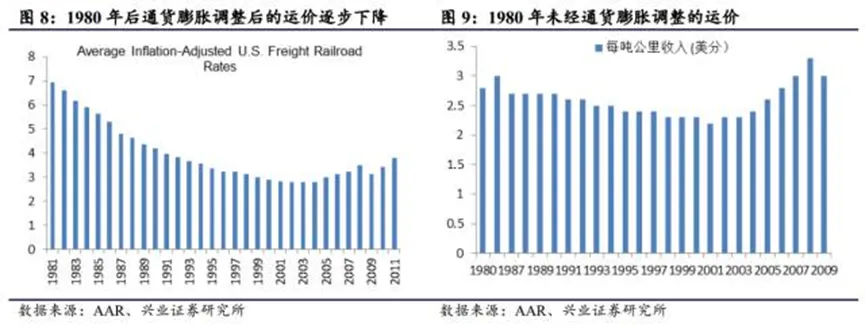 图 8：1980 年后通货膨胀调整后的运价逐步下降
Average Inflation-Adjusted U.S. Freight Railroad
Rates
8
7
6
5
4
3
2
1
0
1981 1983 1985 1987 1989 1991 1993 1995 1997 1999 2001 2003 2005 2007 2009 2011
数据来源：AAR、兴业证券研究所
图 9：1980 年未经通货膨胀调整的运价
每吨公里收入(美分）
3.5
3
2.5
2
1.5
1
0.5
0
1980 1987 1989 1991 1993 1995 1997 1999 2001 2003 2005 2007 2009
数据来源：AAR、兴业证券研究所